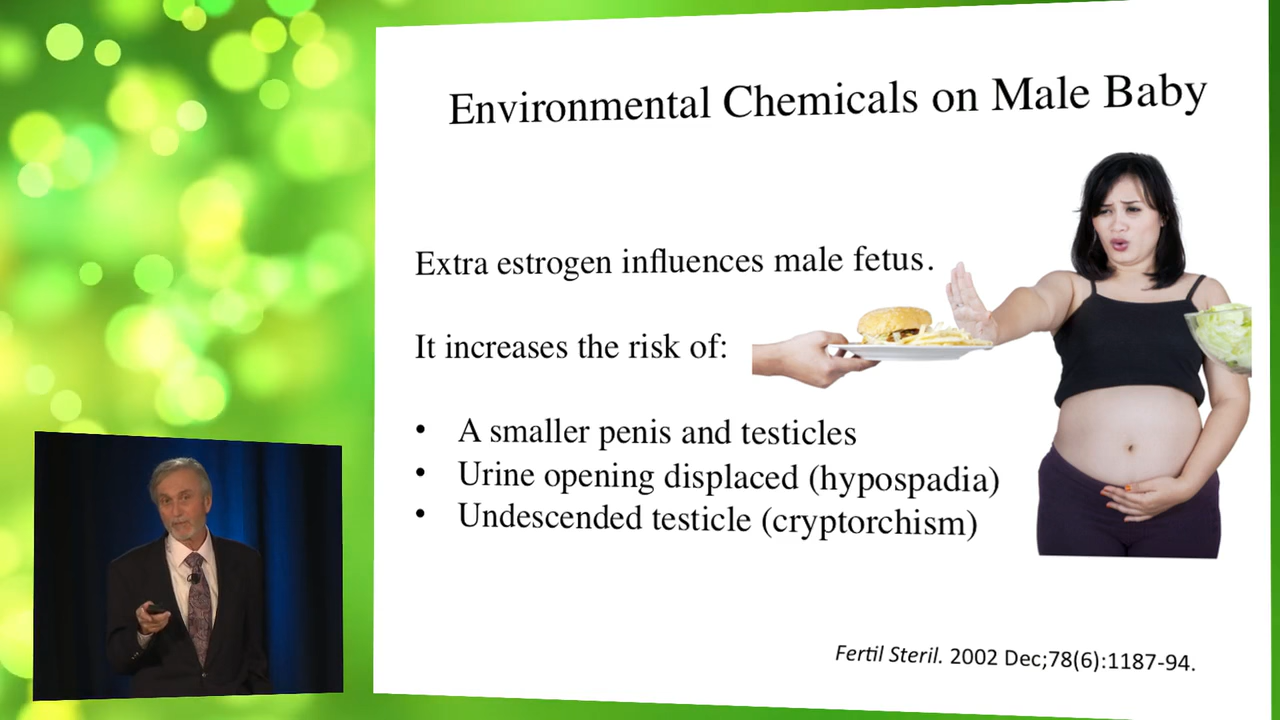 Environmental Chemicals on Male Baby
Extra estrogen influences male fetus.
It increases the risk of:
• A smaller penis and testicles
• Urine opening displaced (hypospadia)
• Undescended testicle (cryptorchism)
Fertil Steril. 2002 Dec;78(6):1187-94.